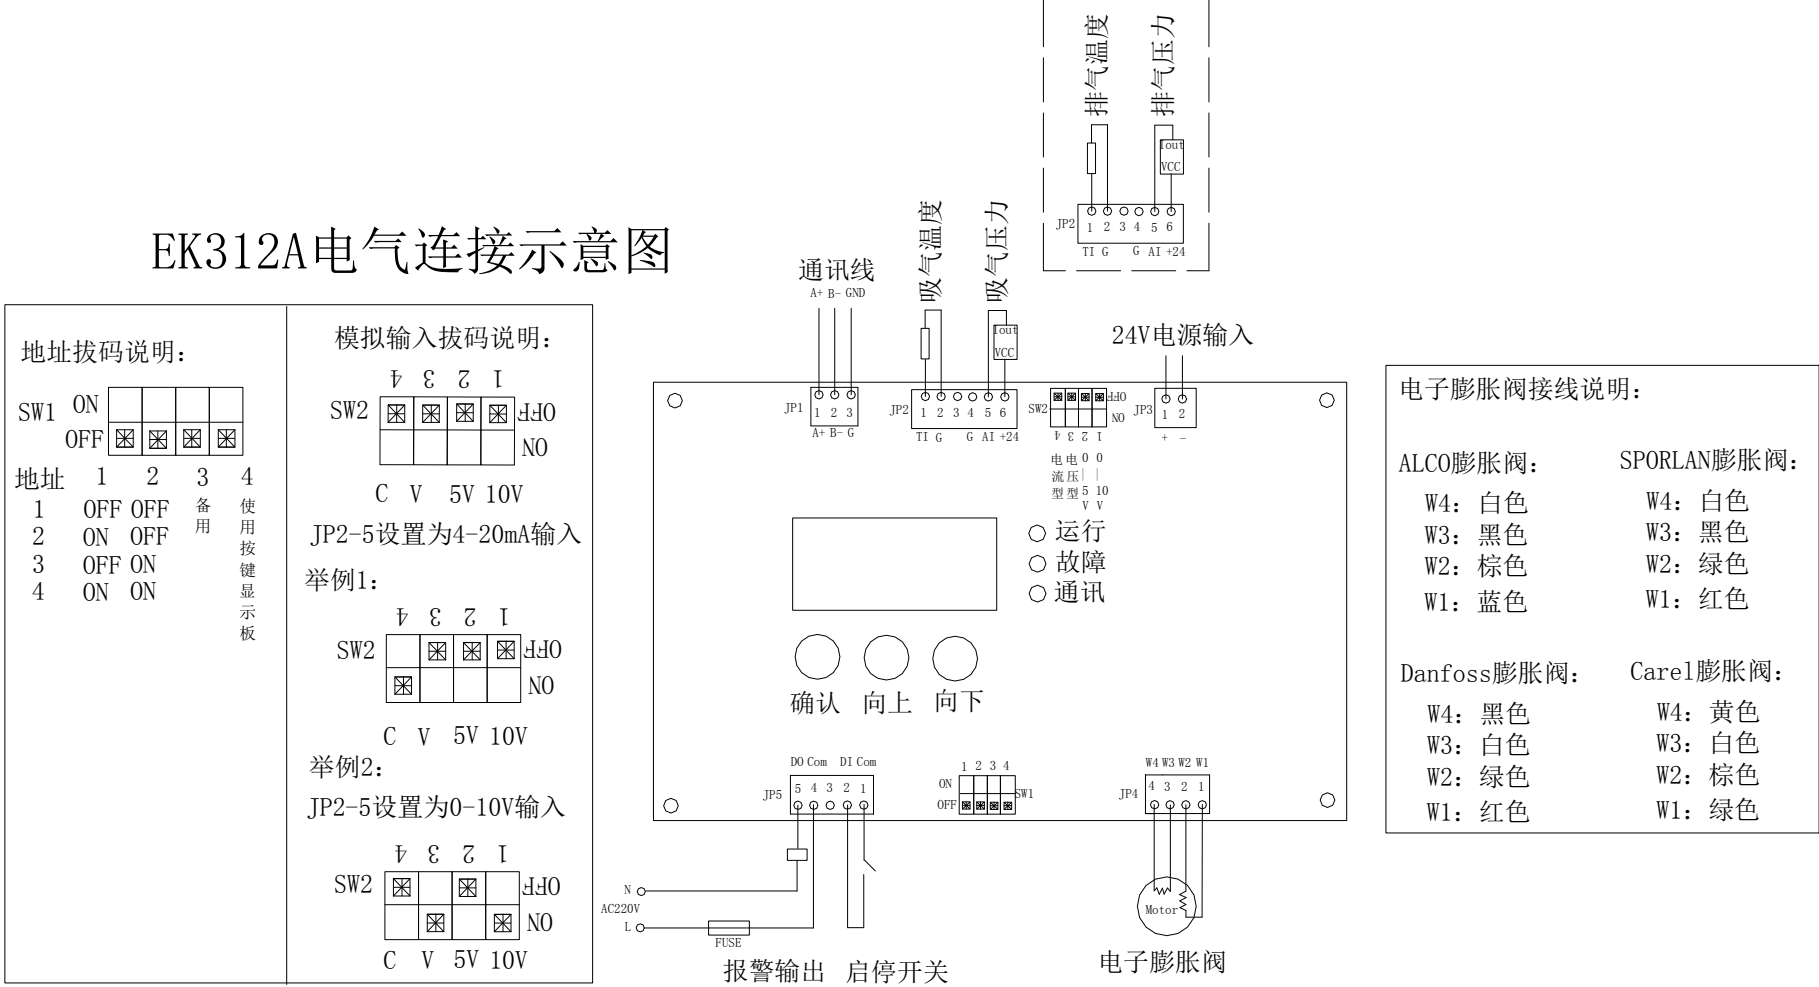 排气温度
排气压力
Iout
VCC
JP2
1 2 3 4 5 6
TI G G AI +24
EK312A电气连接示意图
地址拔码说明:
SW1
ON
OFF
地址 1 2 3 4
1 OFF OFF
2 ON OFF
3 OFF ON
4 ON ON
备用
使用按键显示板
模拟输入拔码说明:
4 3 2 1
SW2
OFF
ON
C V 5V 10V
JP2-5设置为4-20mA输入
举例1:
4 3 2 1
SW2
OFF
ON
C V 5V 10V
举例2:
JP2-5设置为0-10V输入
4 3 2 1
SW2
OFF
ON
C V 5V 10V
通讯线
A+ B- GND
JP1
1 2 3
A+ B- G
吸气温度
吸气压力
Iout
VCC
JP2
1 2 3 4 5 6
TI G G AI +24
SW2
OFF
ON
4 3 2 1
电流型
电压型
0|5V
0|10V
24V电源输入
JP3
1 2
+ -
运行
故障
通讯
确认 向上 向下
DO Com DI Com
JP5
5 4 3 2 1
1 2 3 4
ON
OFF
SW1
W4 W3 W2 W1
JP4
4 3 2 1
N
AC220V
L
FUSE
报警输出 启停开关
Motor
电子膨胀阀
电子膨胀阀接线说明:
ALCO膨胀阀:
W4: 白色
W3: 黑色
W2: 棕色
W1: 蓝色
SPORLAN膨胀阀:
W4: 白色
W3: 黑色
W2: 绿色
W1: 红色
Danfoss膨胀阀:
W4: 黑色
W3: 白色
W2: 绿色
W1: 红色
Carel膨胀阀:
W4: 黄色
W3: 白色
W2: 棕色
W1: 绿色